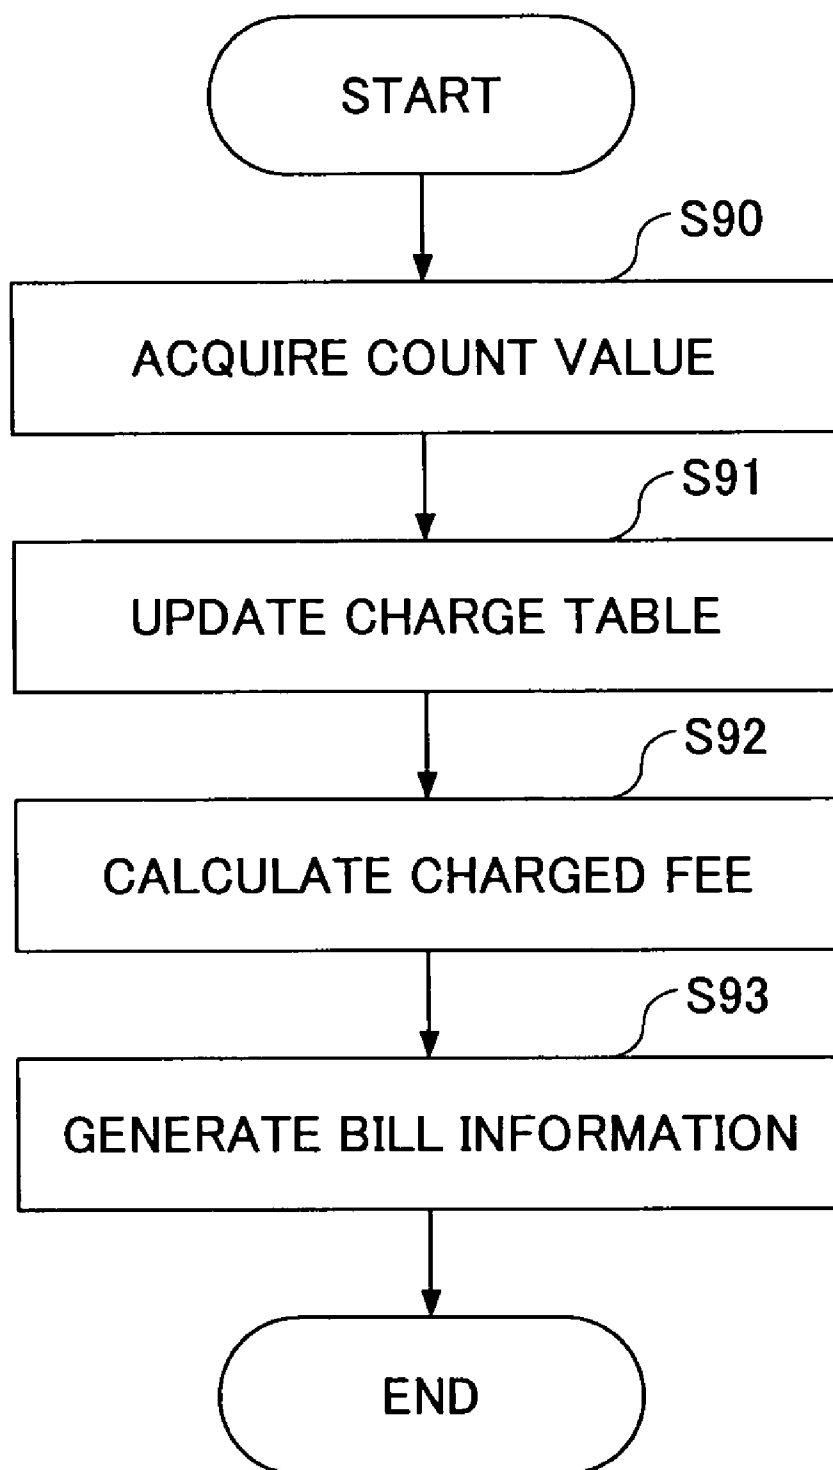 START
S90
ACQUIRE COUNT VALUE
S91
UPDATE CHARGE TABLE
S92
CALCULATE CHARGED FEE
S93
GENERATE BILL INFORMATION
END